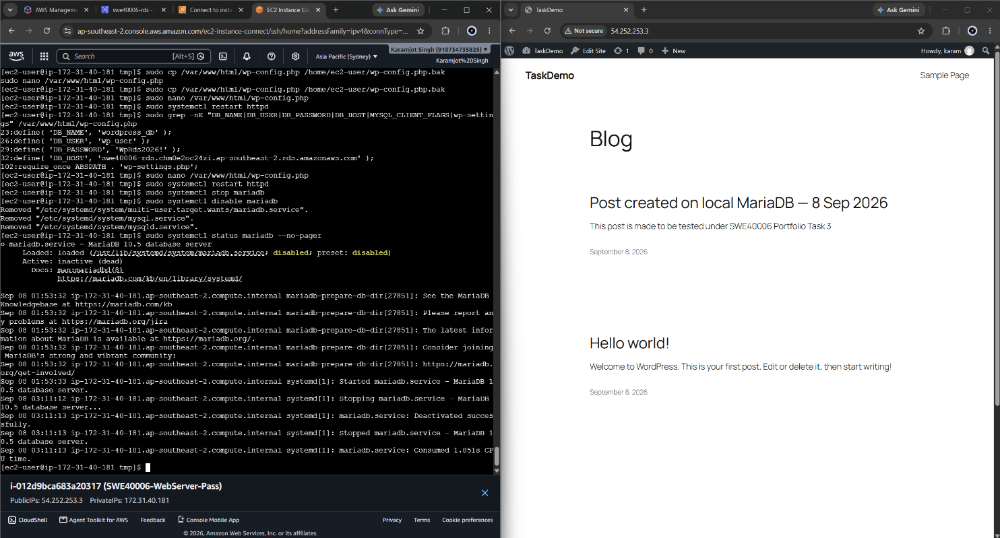 AWS Manageme
swe40006-rds -
Connect to insta
EC2 Instance Co
Ask Gemini
ap-southeast-2.console.aws.amazon.com/ec2-instance-connect/ssh/home?addressFamily=ipv4&connType=...
aws
Search
[Alt+S]
Asia Pacific (Sydney)
Karamjot Singh (918734735825)
Karamjot%20Singh
[ec2-user@ip-172-31-40-181 tmp]$ sudo cp /var/www/html/wp-config.php /home/ec2-user/wp-config.php.bak
sudo nano /var/www/html/wp-config.php
[ec2-user@ip-172-31-40-181 tmp]$ sudo cp /var/www/html/wp-config.php /home/ec2-user/wp-config.php.bak
[ec2-user@ip-172-31-40-181 tmp]$ sudo nano /var/www/html/wp-config.php
[ec2-user@ip-172-31-40-181 tmp]$ sudo systemctl restart httpd
[ec2-user@ip-172-31-40-181 tmp]$ sudo grep -nE "DB_NAME|DB_USER|DB_PASSWORD|DB_HOST|MYSQL_CLIENT_FLAGS|wp-settin
gs" /var/www/html/wp-config.php
23:define( 'DB_NAME', 'wordpress_db' );
26:define( 'DB_USER', 'wp_user' );
29:define( 'DB_PASSWORD', 'WpRds2026!' );
32:define( 'DB_HOST', 'swe40006-rds.chm0e2oc24zi.ap-southeast-2.rds.amazonaws.com' );
102:require_once ABSPATH . 'wp-settings.php';
[ec2-user@ip-172-31-40-181 tmp]$ sudo nano /var/www/html/wp-config.php
[ec2-user@ip-172-31-40-181 tmp]$ sudo systemctl restart httpd
[ec2-user@ip-172-31-40-181 tmp]$ sudo systemctl stop mariadb
[ec2-user@ip-172-31-40-181 tmp]$ sudo systemctl disable mariadb
Removed "/etc/systemd/system/multi-user.target.wants/mariadb.service".
Removed "/etc/systemd/system/mysql.service".
Removed "/etc/systemd/system/mysqld.service".
[ec2-user@ip-172-31-40-181 tmp]$ sudo systemctl status mariadb --no-pager
○ mariadb.service - MariaDB 10.5 database server
Loaded: loaded (/usr/lib/systemd/system/mariadb.service; disabled; preset: disabled)
Active: inactive (dead)
Docs: man:mariadbd(8)
https://mariadb.com/kb/en/library/systemd/
Sep 08 01:53:32 ip-172-31-40-181.ap-southeast-2.compute.internal mariadb-prepare-db-dir[27851]: See the MariaDB
Knowledgebase at https://mariadb.com/kb
Sep 08 01:53:32 ip-172-31-40-181.ap-southeast-2.compute.internal mariadb-prepare-db-dir[27851]: Please report an
y problems at https://mariadb.org/jira
Sep 08 01:53:32 ip-172-31-40-181.ap-southeast-2.compute.internal mariadb-prepare-db-dir[27851]: The latest infor
mation about MariaDB is available at https://mariadb.org/.
Sep 08 01:53:32 ip-172-31-40-181.ap-southeast-2.compute.internal mariadb-prepare-db-dir[27851]: Consider joining
MariaDB's strong and vibrant community:
Sep 08 01:53:32 ip-172-31-40-181.ap-southeast-2.compute.internal mariadb-prepare-db-dir[27851]: https://mariadb.
org/get-involved/
Sep 08 01:53:33 ip-172-31-40-181.ap-southeast-2.compute.internal systemd[1]: Started mariadb.service - MariaDB 1
0.5 database server.
Sep 08 03:11:12 ip-172-31-40-181.ap-southeast-2.compute.internal systemd[1]: Stopping mariadb.service - MariaDB
10.5 database server...
Sep 08 03:11:13 ip-172-31-40-181.ap-southeast-2.compute.internal systemd[1]: mariadb.service: Deactivated succes
sfully.
Sep 08 03:11:13 ip-172-31-40-181.ap-southeast-2.compute.internal systemd[1]: Stopped mariadb.service - MariaDB 1
0.5 database server.
Sep 08 03:11:13 ip-172-31-40-181.ap-southeast-2.compute.internal systemd[1]: mariadb.service: Consumed 1.851s CP
U time.
[ec2-user@ip-172-31-40-181 tmp]$
i-012d9bca683a20317 (SWE40006-WebServer-Pass)
PublicIPs: 54.252.253.3 PrivateIPs: 172.31.40.181
CloudShell
Agent Toolkit for AWS
Feedback
Console Mobile App
Privacy
Terms
Cookie preferences
© 2026, Amazon Web Services, Inc. or its affiliates.
TaskDemo
Ask Gemini
Not secure
54.252.253.3
TaskDemo
Edit Site
1
0
New
Howdy, karam
TaskDemo
Sample Page
Blog
Post created on local MariaDB — 8 Sep 2026
This post is made to be tested under SWE40006 Portfolio Task 3
September 8, 2026
Hello world!
Welcome to WordPress. This is your first post. Edit or delete it, then start writing!
September 8, 2026